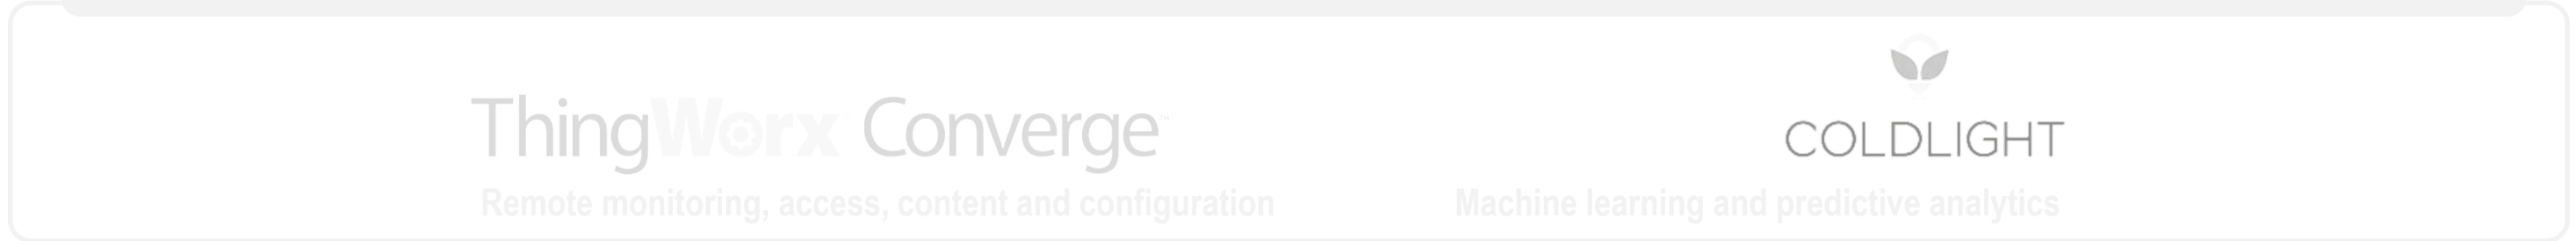 ThingWorx Converge™
COLDLIGHT
Remote monitoring, access, content and configuration
Machine learning and predictive analytics